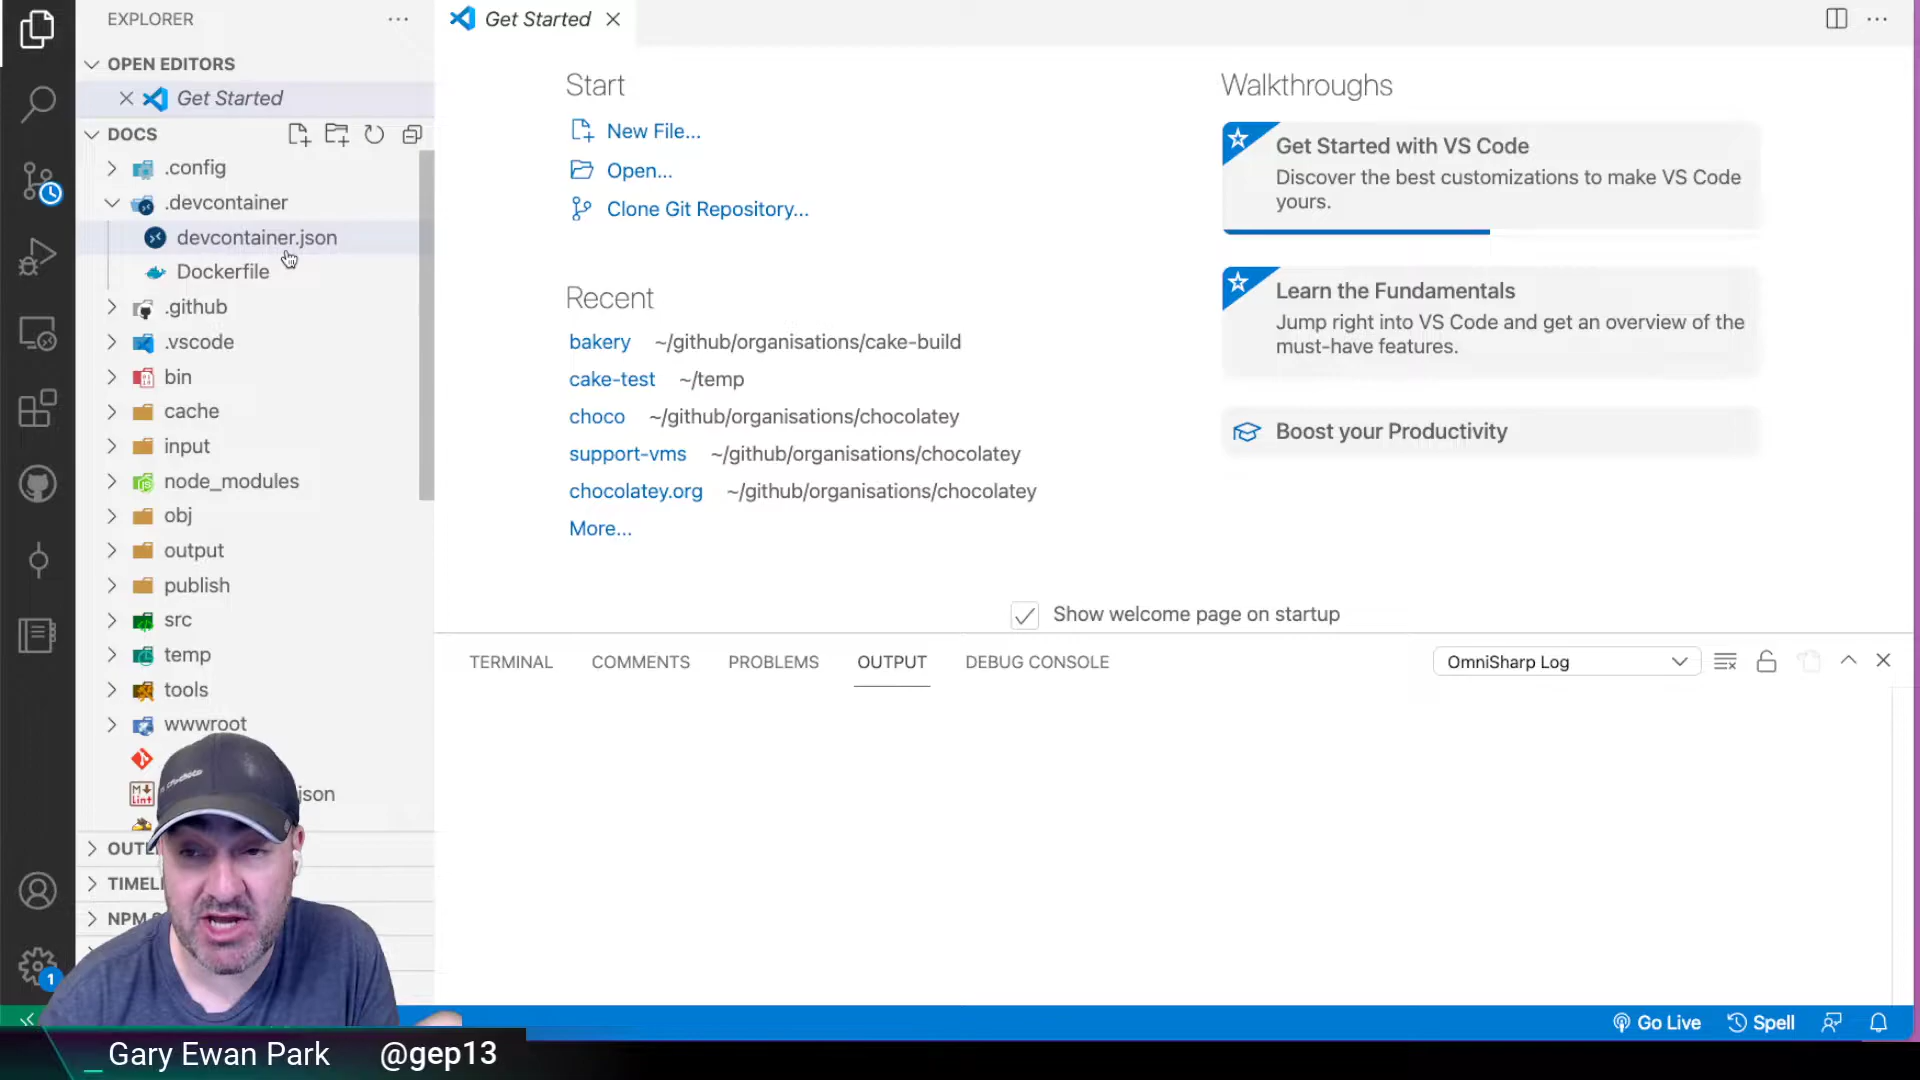 EXPLORER
OPEN EDITORS
Get Started
DOCS
.config
.devcontainer
devcontainer.json
Dockerfile
.github
.vscode
bin
cache
input
node_modules
obj
output
publish
src
temp
tools
wwwroot
json
OUTL
TIMEL
NPM S
1
Get Started
Start
New File...
Open...
Clone Git Repository...
Recent
bakery ~/github/organisations/cake-build
cake-test ~/temp
choco ~/github/organisations/chocolatey
support-vms ~/github/organisations/chocolatey
chocolatey.org ~/github/organisations/chocolatey
More...
Walkthroughs
Get Started with VS Code
Discover the best customizations to make VS Code
yours.
Learn the Fundamentals
Jump right into VS Code and get an overview of the
must-have features.
Boost your Productivity
Show welcome page on startup
TERMINAL COMMENTS PROBLEMS OUTPUT DEBUG CONSOLE
OmniSharp Log
Go Live Spell
_ Gary Ewan Park @gep13